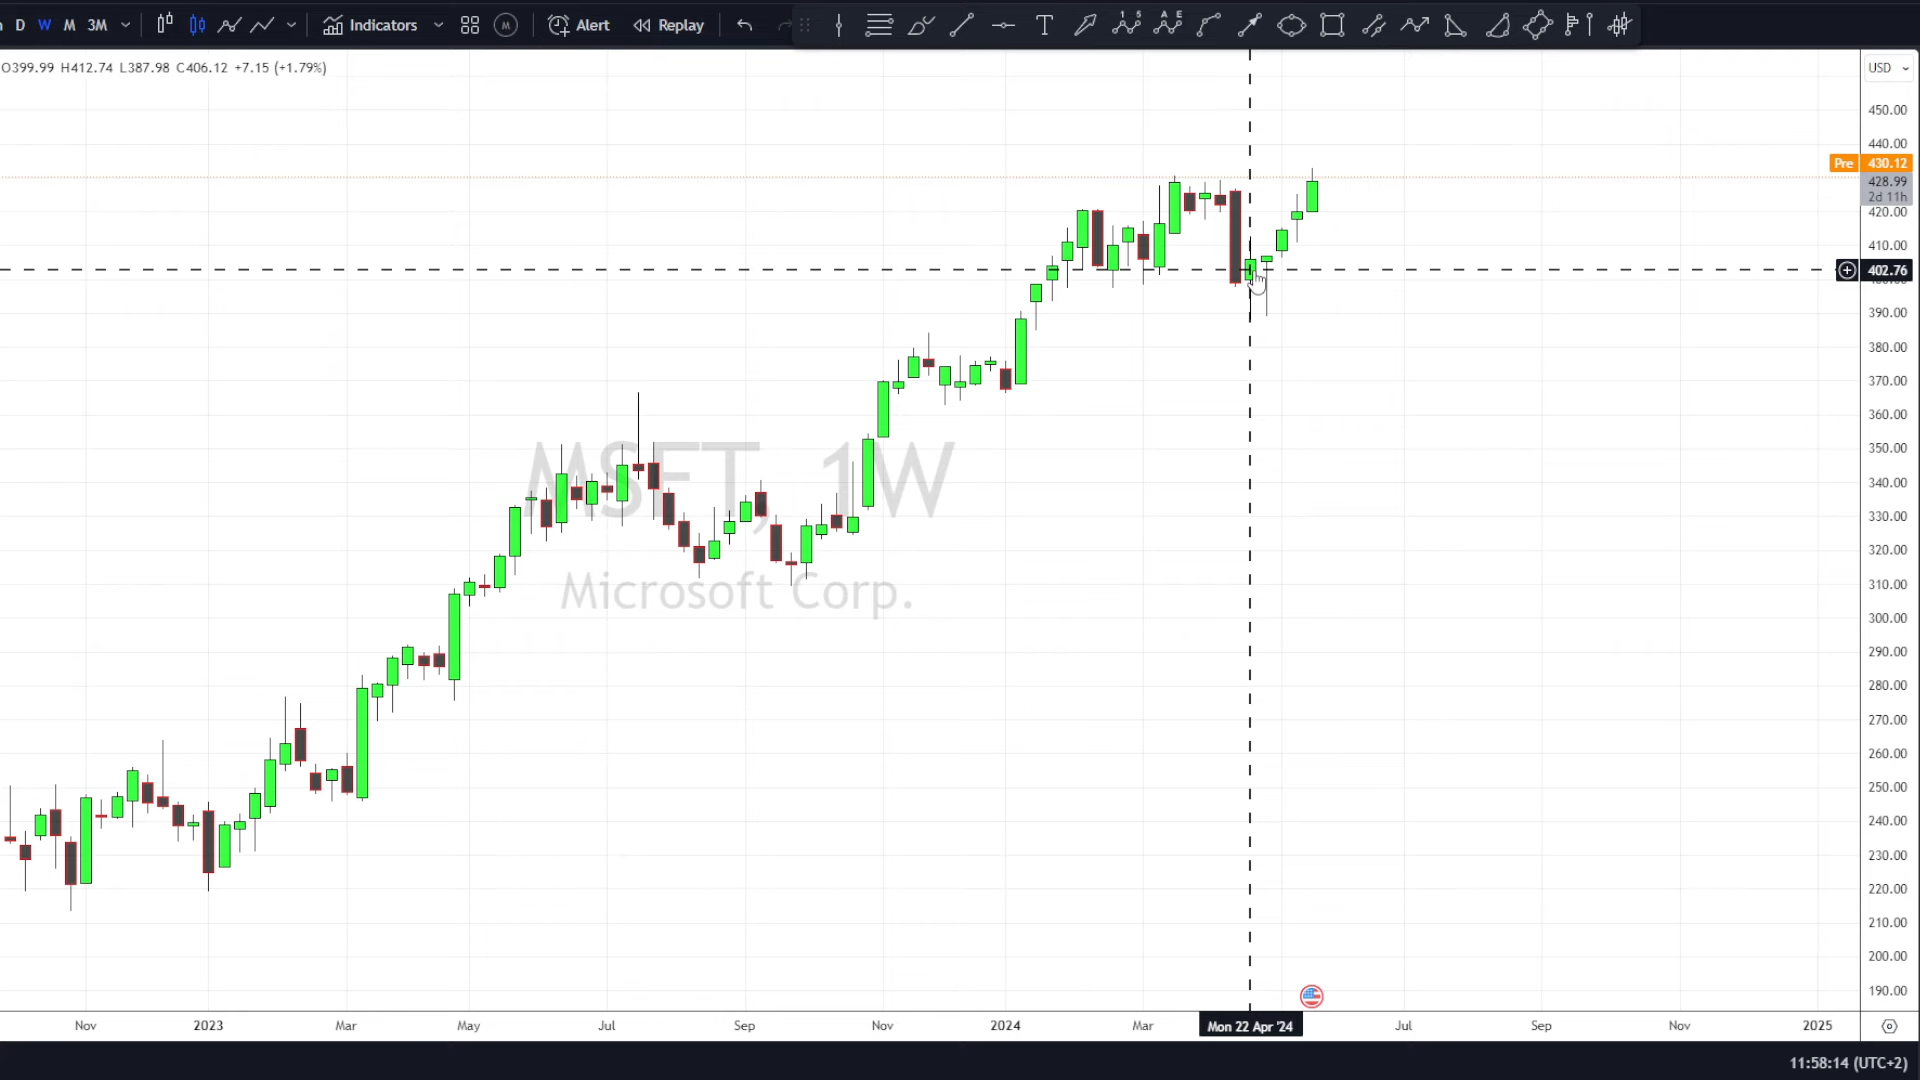 D W M 3M Indicators Alert Replay T 1 5 A E
M
O399.99 H412.74 L387.98 C406.12 +7.15 (+1.79%)
USD
450.00
440.00
Pre 430.12
428.99
2d 11h
420.00
410.00
402.76
390.00
380.00
370.00
360.00
350.00
340.00
330.00
320.00
310.00
300.00
290.00
280.00
270.00
260.00
250.00
240.00
230.00
220.00
210.00
200.00
190.00
MSFT, 1W
Microsoft Corp.
Nov 2023 Mar May Jul Sep Nov 2024 Mar Mon 22 Apr '24 Jul Sep Nov 2025
11:58:14 (UTC+2)